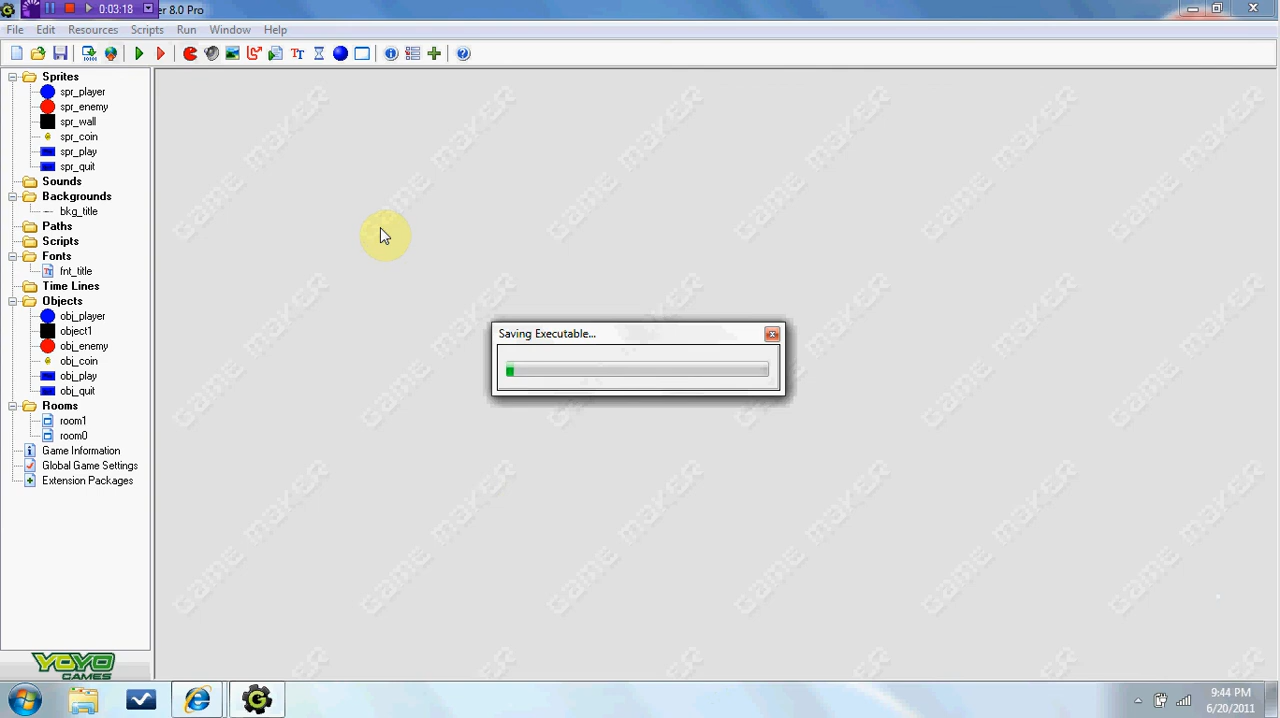 0:03:18
er 8.0 Pro
File Edit Resources Scripts Run Window Help
Sprites
spr_player
spr_enemy
spr_wall
spr_coin
spr_play
spr_quit
Sounds
Backgrounds
bkg_title
Paths
Scripts
Fonts
fnt_title
Time Lines
Objects
obj_player
object1
obj_enemy
obj_coin
obj_play
obj_quit
Rooms
room1
room0
Game Information
Global Game Settings
Extension Packages
Saving Executable...
game maker
YOYO
GAMES
9:44 PM
6/20/2011